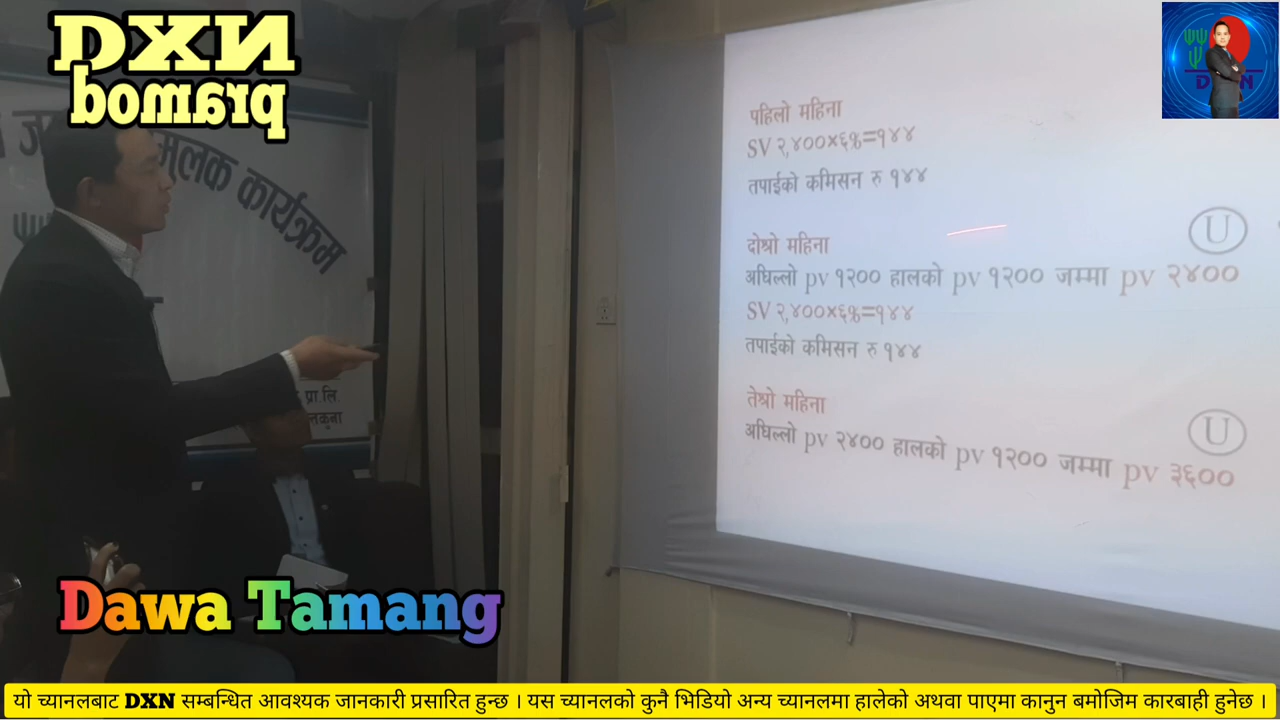 DXN
pramod
मूलक कार्यक्रम
प्रा.लि.
पहिलो महिना
SV २,४००×६%=१४४
तपाईको कमिसन रु १४४
दोश्रो महिना
U
अघिल्लो pv १२०० हालको pv १२०० जम्मा pv २४००
SV २,४००×६%=१४४
तपाईको कमिसन रु १४४
तेश्रो महिना
U
अघिल्लो pv २४०० हालको pv १२०० जम्मा pv ३६००
Dawa Tamang
यो च्यानलबाट DXN सम्बन्धित आवश्यक जानकारी प्रसारित हुन्छ । यस च्यानलको कुनै भिडियो अन्य च्यानलमा हालेको अथवा पाएमा कानुन बमोजिम कारबाही हुनेछ ।